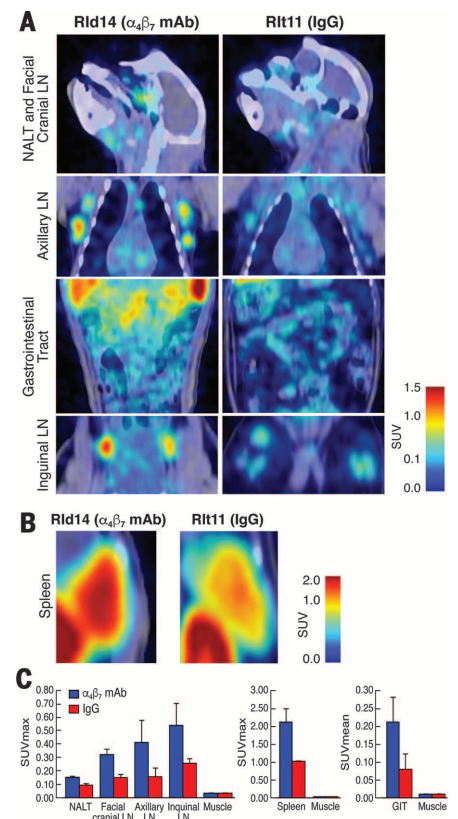 A
Rld14 (α4β7 mAb)
Rlt11 (IgG)
NALT and Facial
Cranial LN
Axillary LN
Gastrointestinal
Tract
Inguinal LN
1.5
1.0
0.1
0.0
SUV
B
Rld14 (α4β7 mAb)
Rlt11 (IgG)
Spleen
2.0
1.0
0.0
SUV
C
α4β7 mAb
IgG
SUVmax
0.80
0.70
0.60
0.50
0.40
0.30
0.20
0.10
0.00
NALT
Facial
cranial LN
Axillary
LN
Inquinal
LN
Muscle
SUVmax
3.00
2.50
2.00
1.50
1.00
0.50
0.00
Spleen
Muscle
SUVmean
0.30
0.25
0.20
0.15
0.10
0.05
0.00
GIT
Muscle